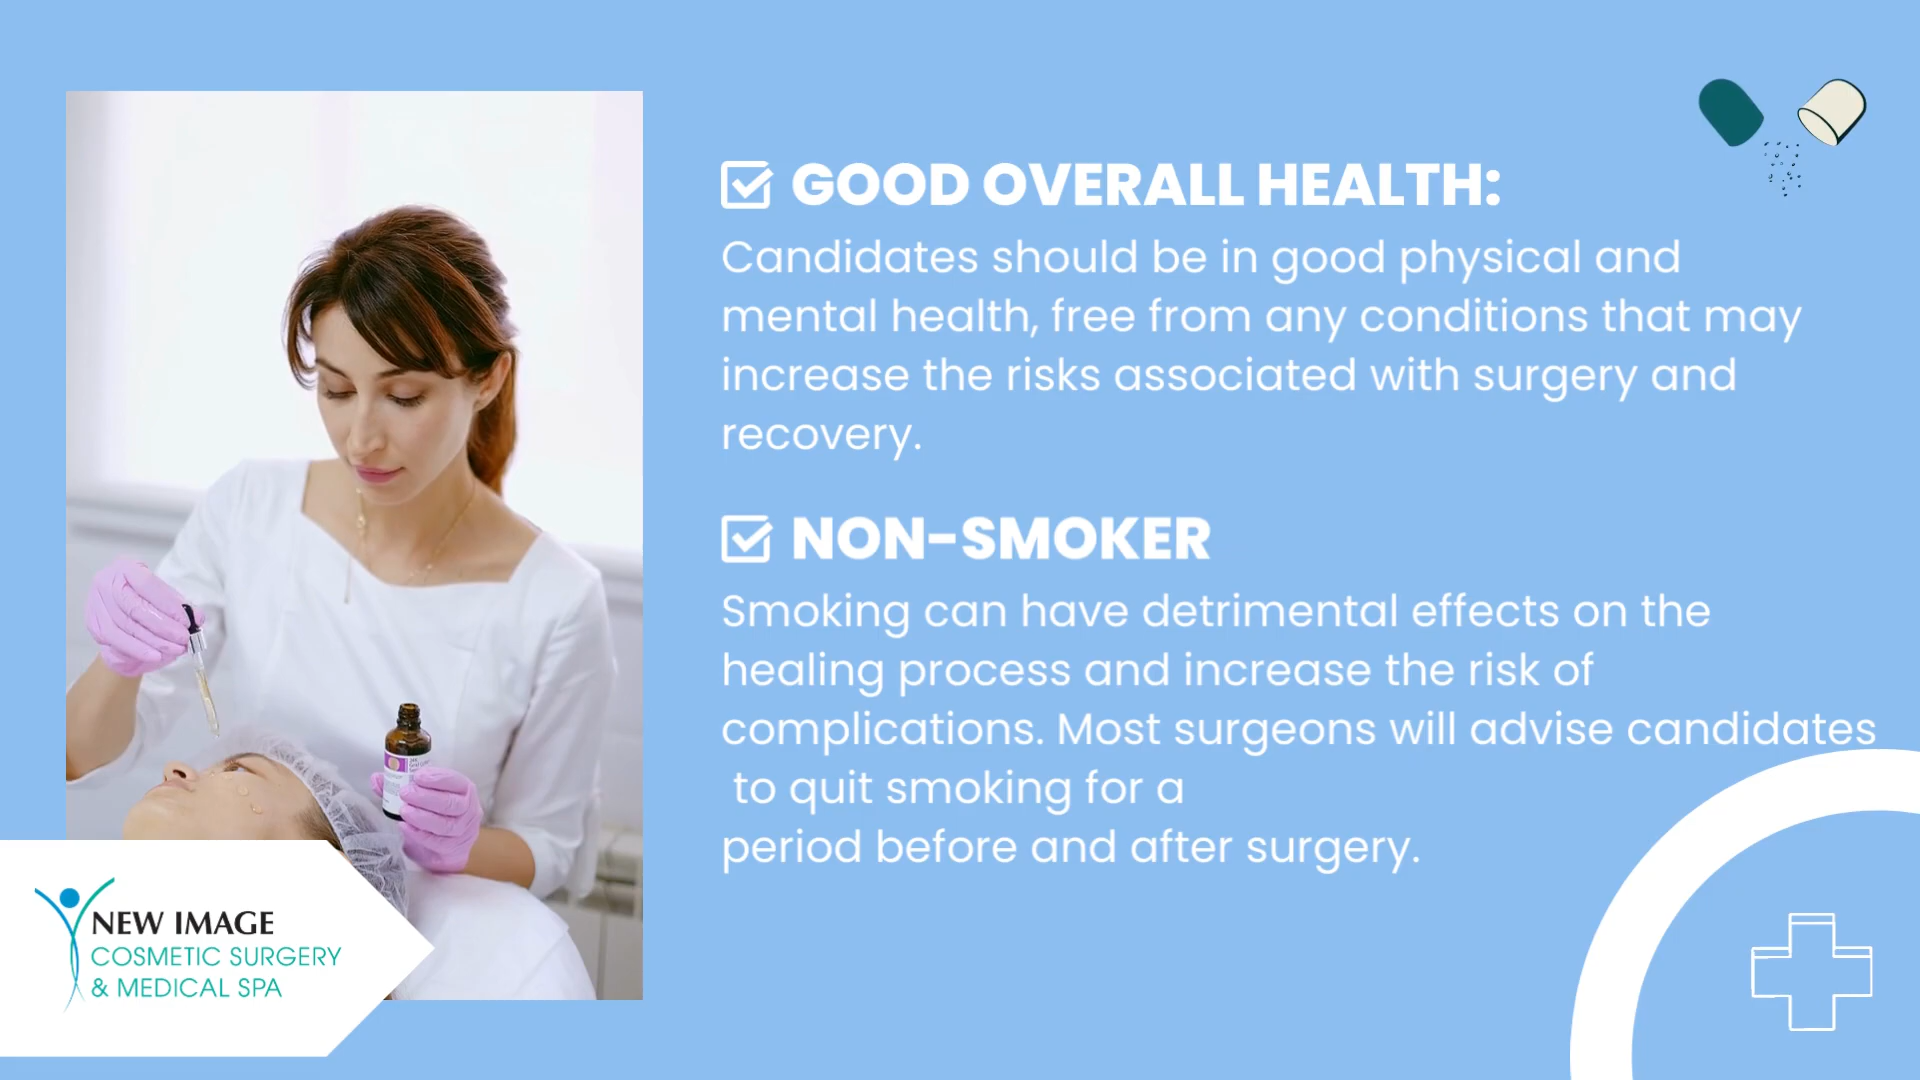 GOOD OVERALL HEALTH:
Candidates should be in good physical and
mental health, free from any conditions that may
increase the risks associated with surgery and
recovery.
NON-SMOKER
Smoking can have detrimental effects on the
healing process and increase the risk of
complications. Most surgeons will advise candidates
to quit smoking for a
period before and after surgery.
NEW IMAGE
COSMETIC SURGERY
& MEDICAL SPA